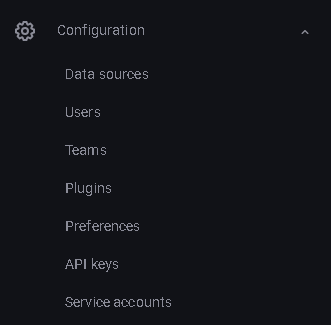 Configuration
Data sources
Users
Teams
Plugins
Preferences
API keys
Service accounts